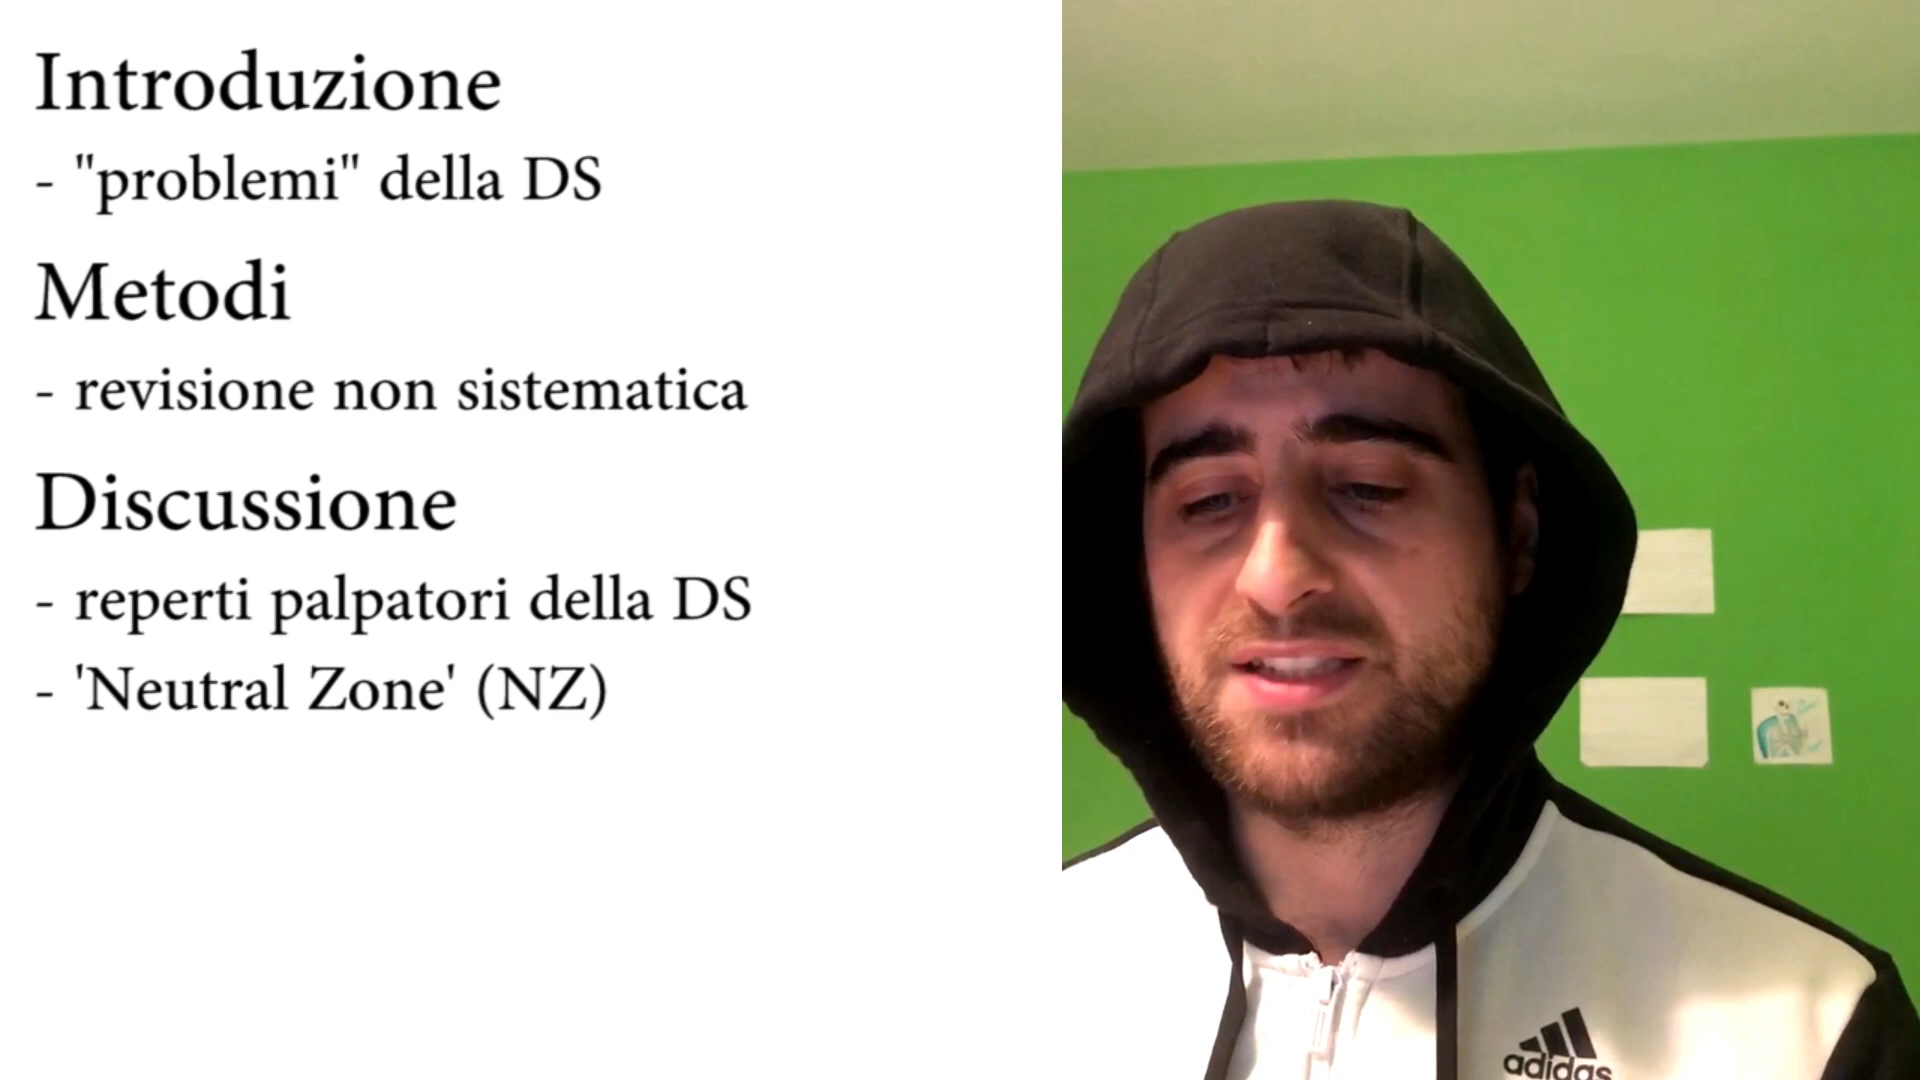 Introduzione
- "problemi" della DS
Metodi
- revisione non sistematica
Discussione
- reperti palpatori della DS
- 'Neutral Zone' (NZ)
adidas